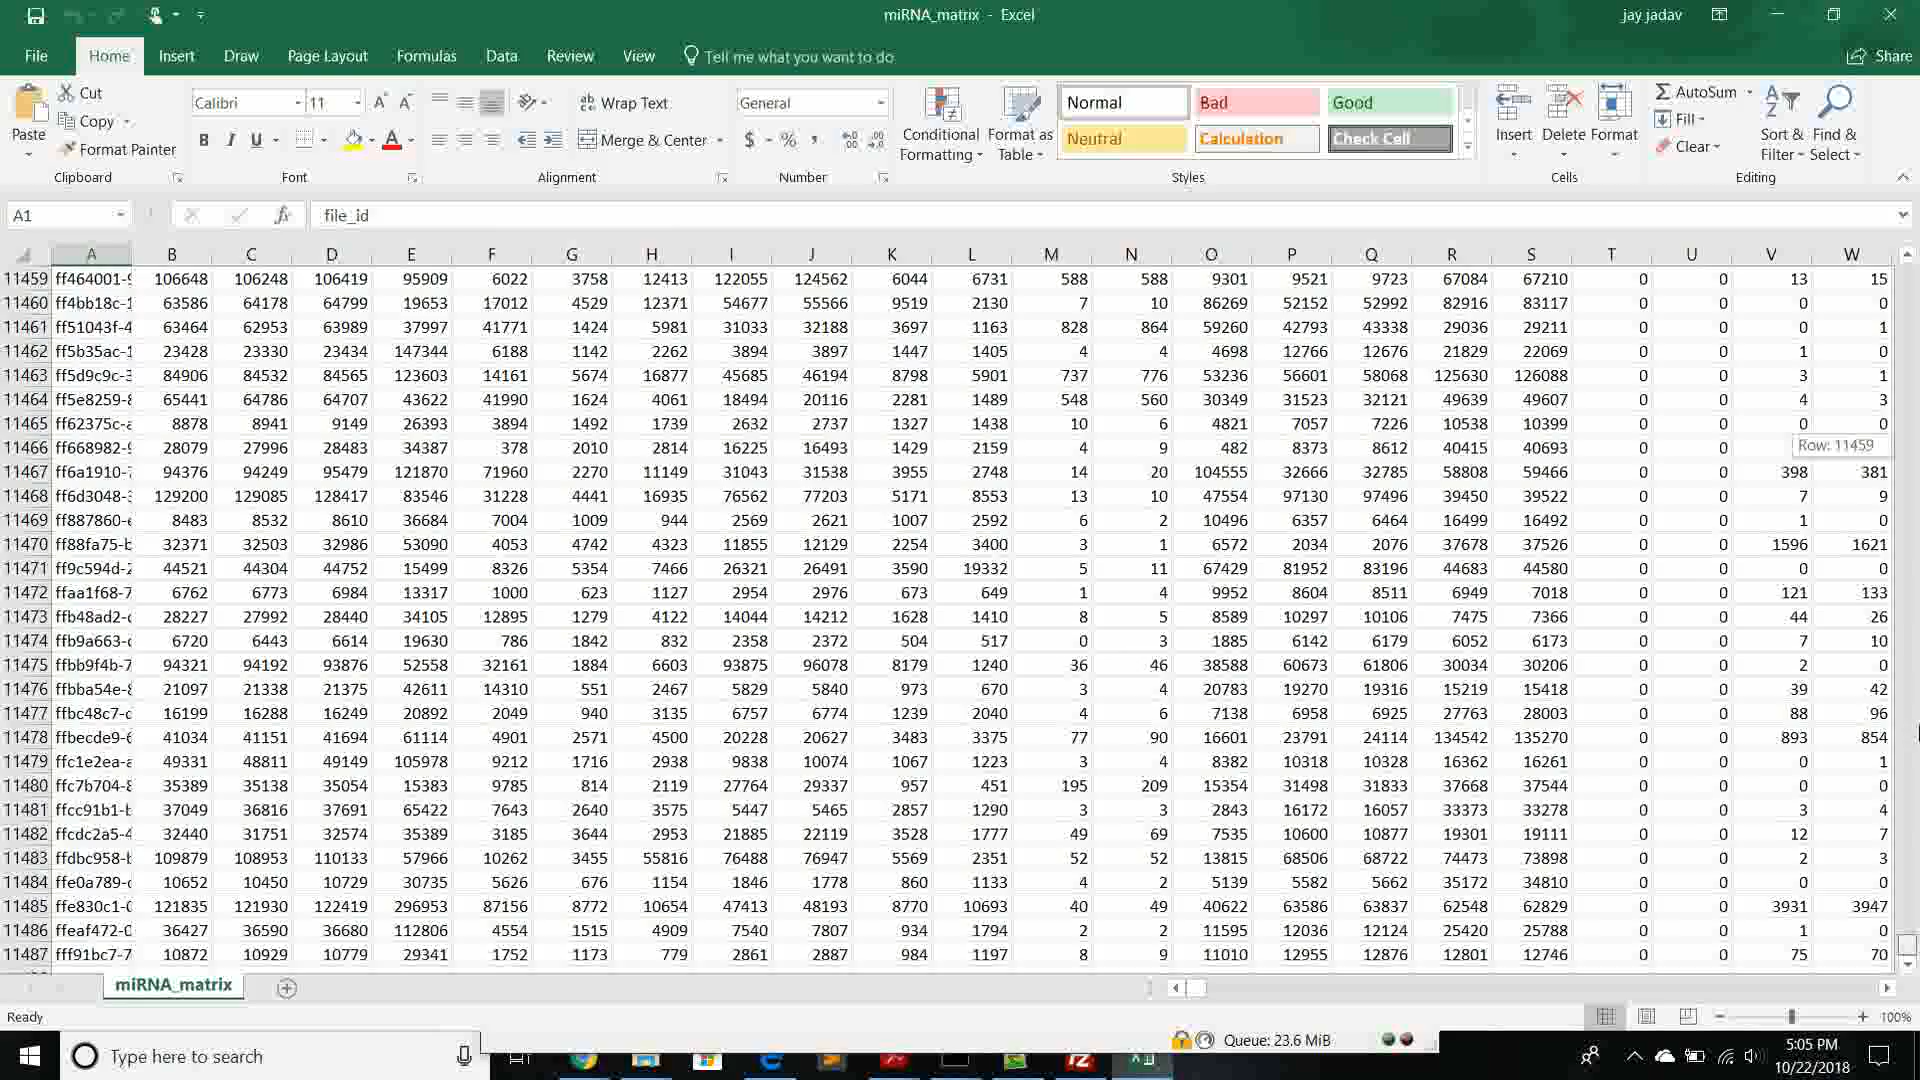 miRNA_matrix - Excel
jay jadav
File Home Insert Draw Page Layout Formulas Data Review View Tell me what you want to do Share
Paste
Cut
Copy
Format Painter
Clipboard
Calibri 11
B I U
Font
Wrap Text
Merge & Center
Alignment
General
$ % ,
Number
Conditional Formatting
Format as Table
Normal Bad Good
Neutral Calculation Check Cell
Styles
Insert Delete Format
Cells
AutoSum
Fill
Clear
Sort & Filter
Find & Select
Editing
A1 fx file_id
A B C D E F G H I J K L M N O P Q R S T U V W
11459 ff464001-9 106648 106248 106419 95909 6022 3758 12413 122055 124562 6044 6731 588 588 9301 9521 9723 67084 67210 0 0 13 15
11460 ff4bb18c-1 63586 64178 64799 19653 17012 4529 12371 54677 55566 9519 2130 7 10 86269 52152 52992 82916 83117 0 0 0 0
11461 ff51043f-4 63464 62953 63989 37997 41771 1424 5981 31033 32188 3697 1163 828 864 59260 42793 43338 29036 29211 0 0 0 1
11462 ff5b35ac-1 23428 23330 23434 147344 6188 1142 2262 3894 3897 1447 1405 4 4 4698 12766 12676 21829 22069 0 0 1 0
11463 ff5d9c9c-3 84906 84532 84565 123603 14161 5674 16877 45685 46194 8798 5901 737 776 53236 56601 58068 125630 126088 0 0 3 1
11464 ff5e8259-8 65441 64786 64707 43622 41990 1624 4061 18494 20116 2281 1489 548 560 30349 31523 32121 49639 49607 0 0 4 3
11465 ff62375c-a 8878 8941 9149 26393 3894 1492 1739 2632 2737 1327 1438 10 6 4821 7057 7226 10538 10399 0 0 0 0
11466 ff668982-9 28079 27996 28483 34387 378 2010 2814 16225 16493 1429 2159 4 9 482 8373 8612 40415 40693 0 0
Row: 11459
11467 ff6a1910-7 94376 94249 95479 121870 71960 2270 11149 31043 31538 3955 2748 14 20 104555 32666 32785 58808 59466 0 0 398 381
11468 ff6d3048-3 129200 129085 128417 83546 31228 4441 16935 76562 77203 5171 8553 13 10 47554 97130 97496 39450 39522 0 0 7 9
11469 ff887860-e 8483 8532 8610 36684 7004 1009 944 2569 2621 1007 2592 6 2 10496 6357 6464 16499 16492 0 0 1 0
11470 ff88fa75-b 32371 32503 32986 53090 4053 4742 4323 11855 12129 2254 3400 3 1 6572 2034 2076 37678 37526 0 0 1596 1621
11471 ff9c594d-2 44521 44304 44752 15499 8326 5354 7466 26321 26491 3590 19332 5 11 67429 81952 83196 44683 44580 0 0 0 0
11472 ffaa1f68-7 6762 6773 6984 13317 1000 623 1127 2954 2976 673 649 1 4 9952 8604 8511 6949 7018 0 0 121 133
11473 ffb48ad2-c 28227 27992 28440 34105 12895 1279 4122 14044 14212 1628 1410 8 5 8589 10297 10106 7475 7366 0 0 44 26
11474 ffb9a663-c 6720 6443 6614 19630 786 1842 832 2358 2372 504 517 0 3 1885 6142 6179 6052 6173 0 0 7 10
11475 ffbb9f4b-7 94321 94192 93876 52558 32161 1884 6603 93875 96078 8179 1240 36 46 38588 60673 61806 30034 30206 0 0 2 0
11476 ffbba54e-8 21097 21338 21375 42611 14310 551 2467 5829 5840 973 670 3 4 20783 19270 19316 15219 15418 0 0 39 42
11477 ffbc48c7-c 16199 16288 16249 20892 2049 940 3135 6757 6774 1239 2040 4 6 7138 6958 6925 27763 28003 0 0 88 96
11478 ffbecde9-6 41034 41151 41694 61114 4901 2571 4500 20228 20627 3483 3375 77 90 16601 23791 24114 134542 135270 0 0 893 854
11479 ffc1e2ea-a 49331 48811 49149 105978 9212 1716 2938 9838 10074 1067 1223 3 4 8382 10318 10328 16362 16261 0 0 0 1
11480 ffc7b704-8 35389 35138 35054 15383 9785 814 2119 27764 29337 957 451 195 209 15354 31498 31833 37668 37544 0 0 0 0
11481 ffcc91b1-b 37049 36816 37691 65422 7643 2640 3575 5447 5465 2857 1290 3 3 2843 16172 16057 33373 33278 0 0 3 4
11482 ffcdc2a5-4 32440 31751 32574 35389 3185 3644 2953 21885 22119 3528 1777 49 69 7535 10600 10877 19301 19111 0 0 12 7
11483 ffdbc958-b 109879 108953 110133 57966 10262 3455 55816 76488 76947 5569 2351 52 52 13815 68506 68722 74473 73898 0 0 2 3
11484 ffe0a789-c 10652 10450 10729 30735 5626 676 1154 1846 1778 860 1133 4 2 5139 5582 5662 35172 34810 0 0 0 0
11485 ffe830c1-0 121835 121930 122419 296953 87156 8772 10654 47413 48193 8770 10693 40 49 40622 63586 63837 62548 62829 0 0 3931 3947
11486 ffeaf472-0 36427 36590 36680 112806 4554 1515 4909 7540 7807 934 1794 2 2 11595 12036 12124 25420 25788 0 0 1 0
11487 fff91bc7-7 10872 10929 10779 29341 1752 1173 779 2861 2887 984 1197 8 9 11010 12955 12876 12801 12746 0 0 75 70
miRNA_matrix
Ready
100%
Type here to search
Queue: 23.6 MiB
5:05 PM
10/22/2018